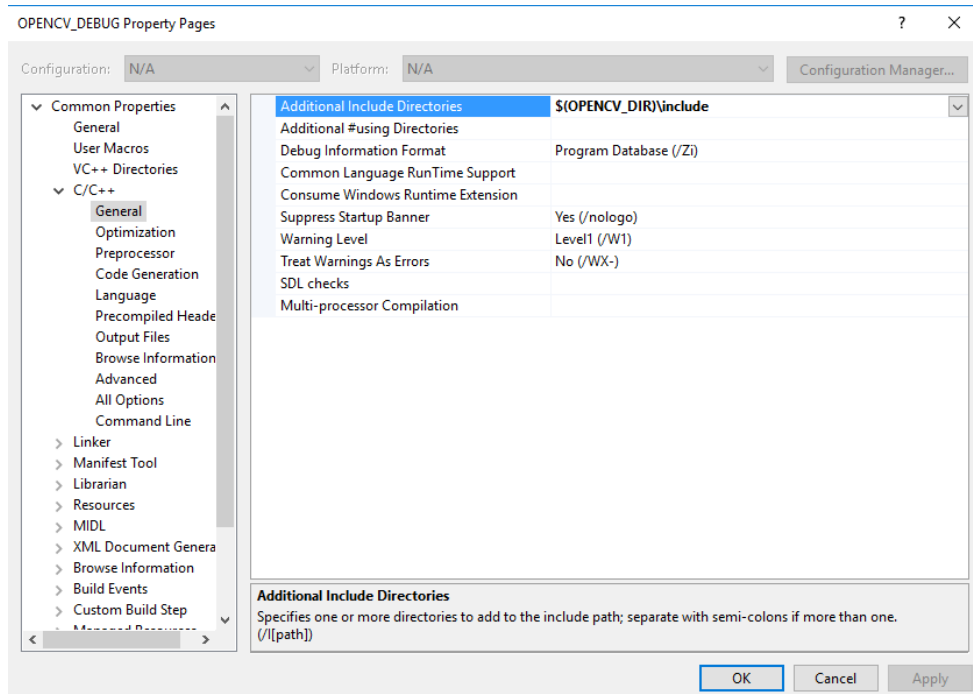 OPENCV_DEBUG Property Pages
Configuration: N/A Platform: N/A Configuration Manager...
Common Properties
General
User Macros
VC++ Directories
C/C++
General
Optimization
Preprocessor
Code Generation
Language
Precompiled Heade
Output Files
Browse Information
Advanced
All Options
Command Line
Linker
Manifest Tool
Librarian
Resources
MIDL
XML Document Genera
Browse Information
Build Events
Custom Build Step
Managed Resources
Additional Include Directories $(OPENCV_DIR)\include
Additional #using Directories
Debug Information Format Program Database (/Zi)
Common Language RunTime Support
Consume Windows Runtime Extension
Suppress Startup Banner Yes (/nologo)
Warning Level Level1 (/W1)
Treat Warnings As Errors No (/WX-)
SDL checks
Multi-processor Compilation
Additional Include Directories
Specifies one or more directories to add to the include path; separate with semi-colons if more than one.
(/I[path])
OK Cancel Apply